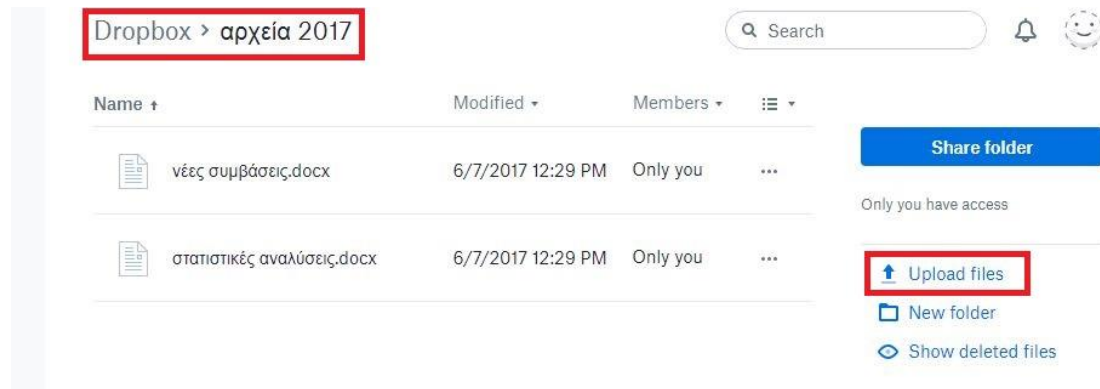 Dropbox > αρχεία 2017
Search
Name Modified Members
νέες συμβάσεις.docx 6/7/2017 12:29 PM Only you ...
στατιστικές αναλύσεις.docx 6/7/2017 12:29 PM Only you ...
Share folder
Only you have access
Upload files
New folder
Show deleted files